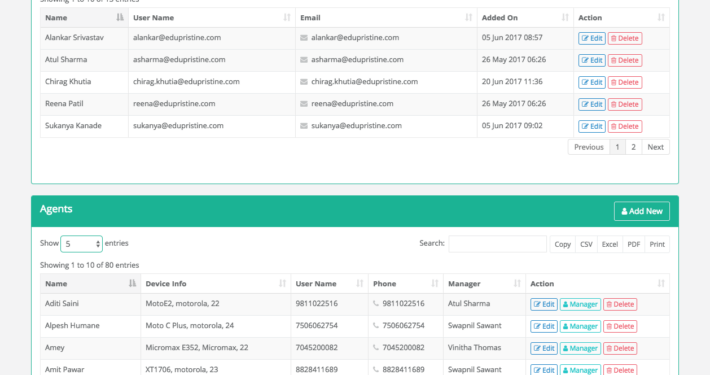 Showing 1 to 10 of 15 entries
Name User Name Email Added On Action
Alankar Srivastav alankar@edupristine.com alankar@edupristine.com 05 Jun 2017 08:57 Edit Delete
Atul Sharma asharma@edupristine.com asharma@edupristine.com 26 May 2017 06:26 Edit Delete
Chirag Khutia chirag.khutia@edupristine.com chirag.khutia@edupristine.com 20 Jun 2017 11:36 Edit Delete
Reena Patil reena@edupristine.com reena@edupristine.com 26 May 2017 06:26 Edit Delete
Sukanya Kanade sukanya@edupristine.com sukanya@edupristine.com 05 Jun 2017 09:02 Edit Delete
Previous 1 2 Next
Agents Add New
Show 5 entries Search: Copy CSV Excel PDF Print
Showing 1 to 10 of 80 entries
Name Device Info User Name Phone Manager Action
Aditi Saini MotoE2, motorola, 22 9811022516 9811022516 Atul Sharma Edit Manager Delete
Alpesh Humane Moto C Plus, motorola, 24 7506062754 7506062754 Swapnil Sawant Edit Manager Delete
Amey Micromax E352, Micromax, 22 7045200082 7045200082 Vinitha Thomas Edit Manager Delete
Amit Pawar XT1706, motorola, 23 8828411689 8828411689 Swapnil Sawant Edit Manager Delete